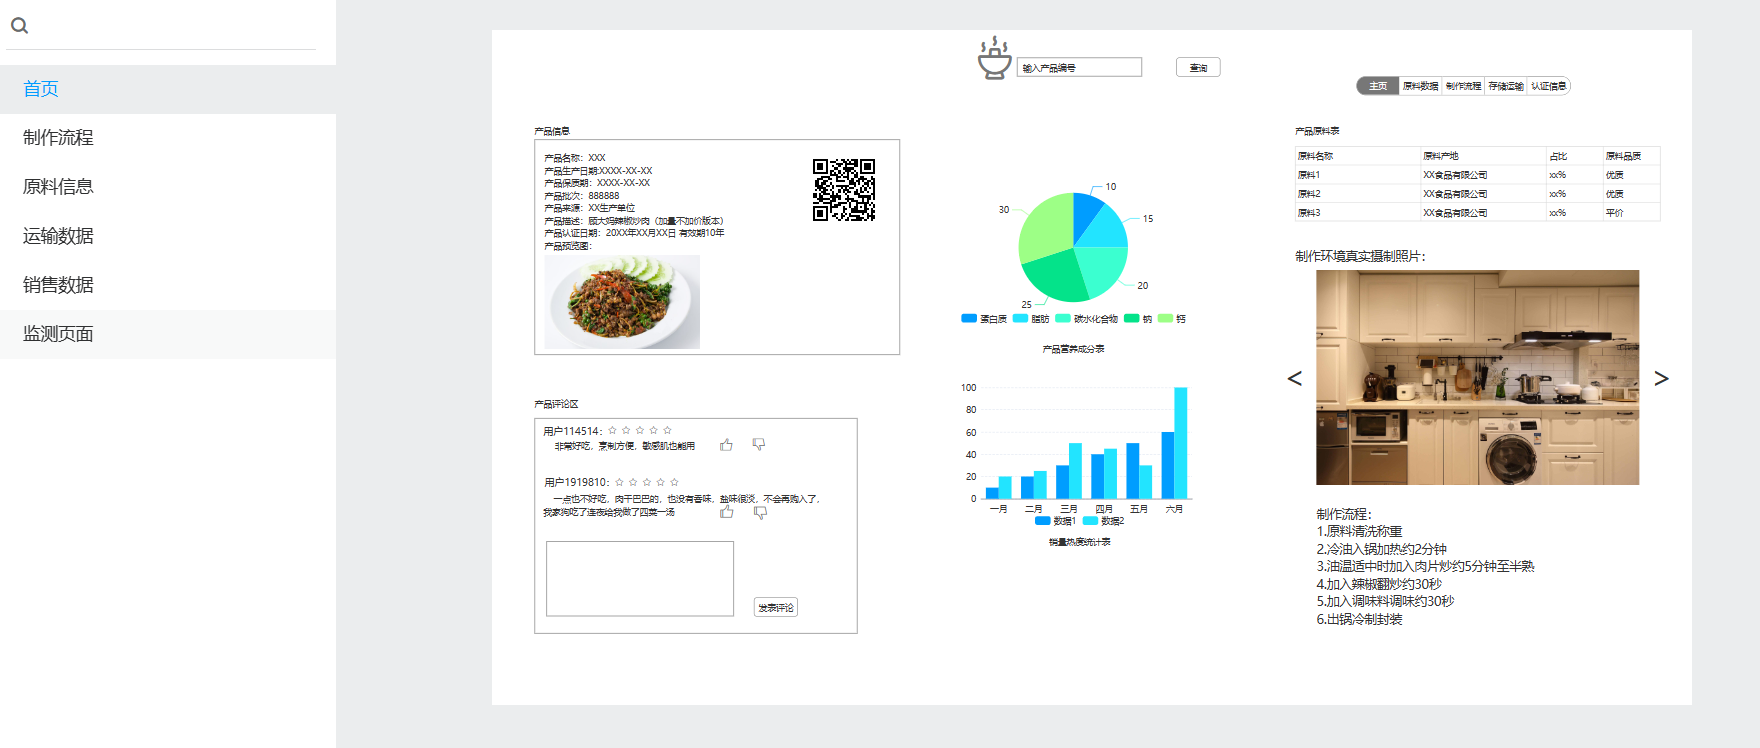 首页
制作流程
原料信息
运输数据
销售数据
监测页面
输入产品编号
查询
主页 原料数据 制作流程 存储运输 认证信息
产品信息
产品名称：XXX
产品生产日期:XXXX-XX-XX
产品保质期：XXXX-XX-XX
产品批次：888888
产品来源：XX生产单位
产品描述：顾大妈辣椒炒肉（加量不加价版本）
产品认证日期：20XX年XX月XX日 有效期10年
产品预览图：
产品评论区
用户114514：☆ ☆ ☆ ☆ ☆
非常好吃，烹制方便，敏感肌也能用
用户1919810：☆ ☆ ☆ ☆ ☆
一点也不好吃，肉干巴巴的，也没有香味，盐味很淡，不会再购入了，
我家狗吃了连夜给我做了四菜一汤
发表评论
10
15
20
25
30
蛋白质 脂肪 碳水化合物 钠 钙
产品营养成分表
100
80
60
40
20
0
一月 二月 三月 四月 五月 六月
数据1 数据2
销量热度统计表
产品原料表
原料名称 原料产地 占比 原料品质
原料1 XX食品有限公司 xx% 优质
原料2 XX食品有限公司 xx% 优质
原料3 XX食品有限公司 xx% 平价
制作环境真实摄制照片：
< >
制作流程：
1.原料清洗称重
2.冷油入锅加热约2分钟
3.油温适中时加入肉片炒约5分钟至半熟
4.加入辣椒翻炒约30秒
5.加入调味料调味约30秒
6.出锅冷制封装